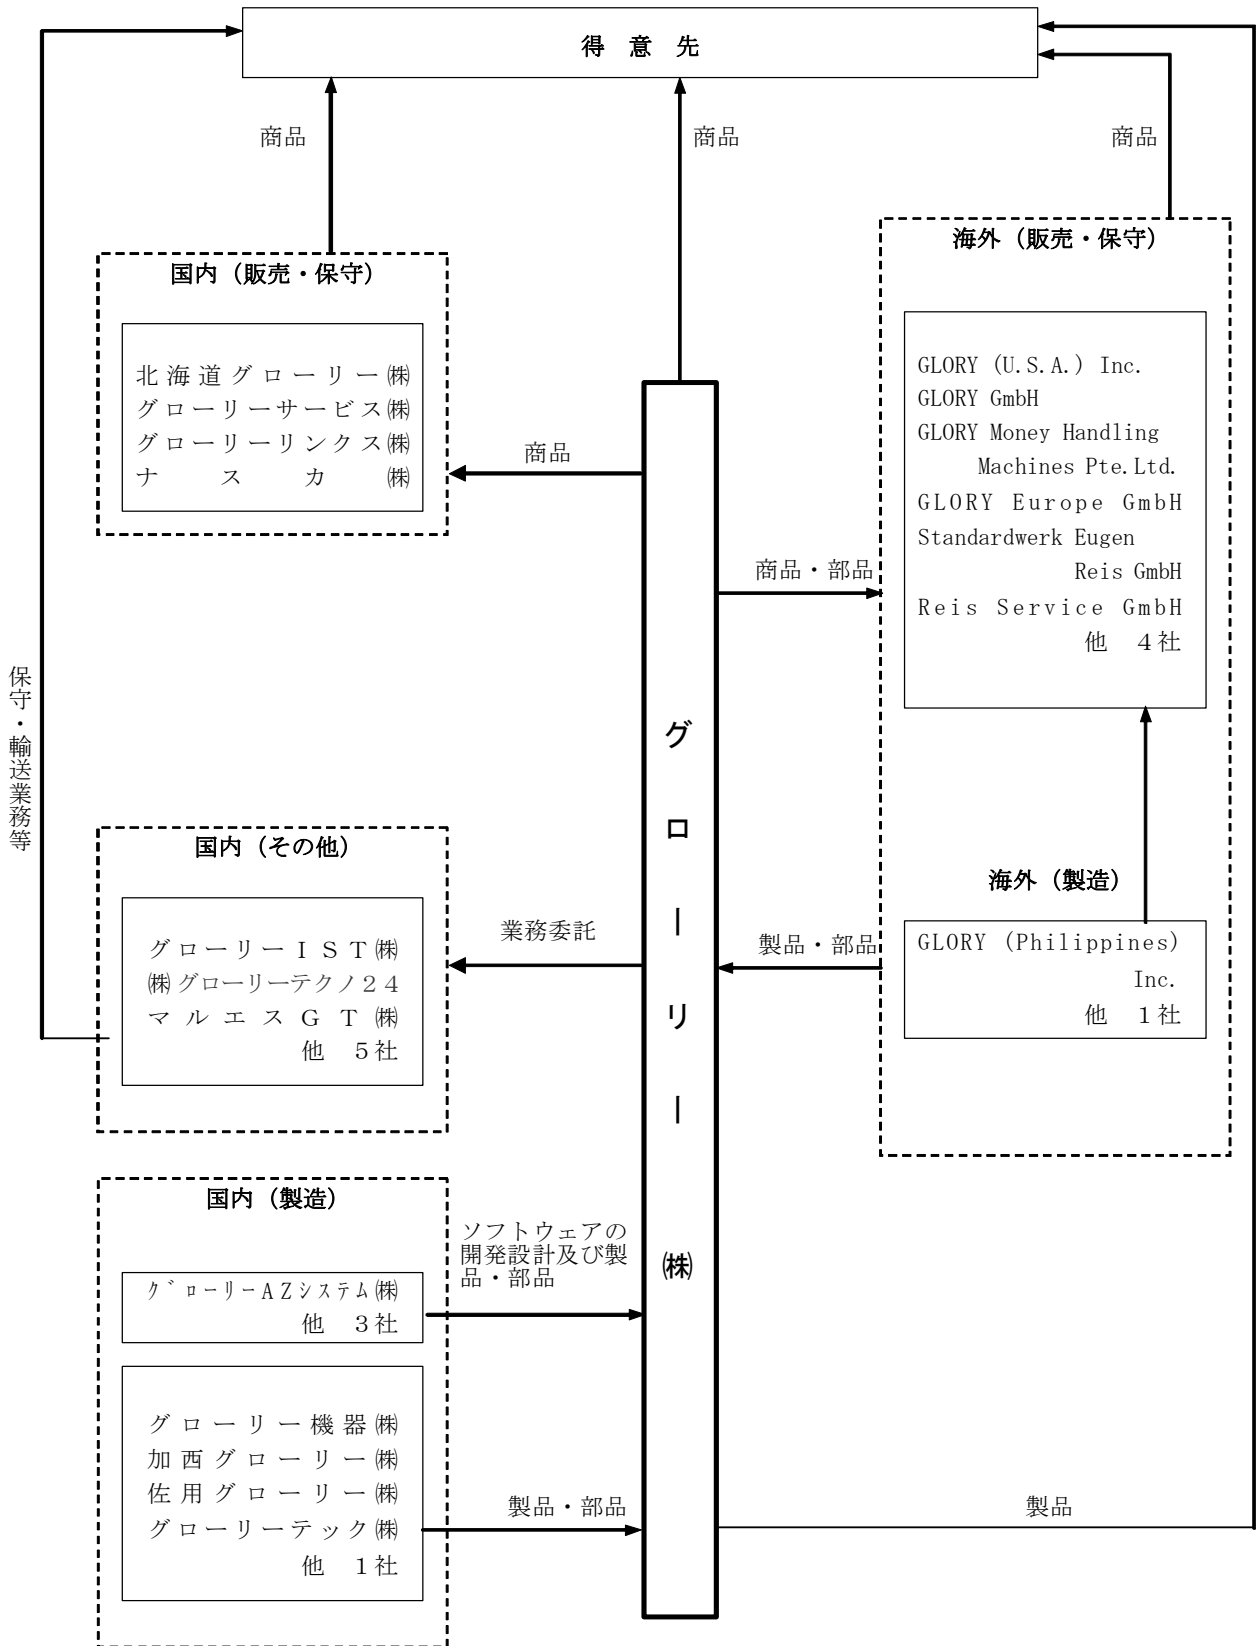 得意先
商品
商品
商品
国内（販売・保守）
北海道グローリー㈱
グローリーサービス㈱
グローリーリンクス㈱
ナスカ㈱
商品
海外（販売・保守）
GLORY (U.S.A.) Inc.
GLORY GmbH
GLORY Money Handling
Machines Pte.Ltd.
GLORY Europe GmbH
Standardwerk Eugen
Reis GmbH
Reis Service GmbH
他　４社
商品・部品
保守・輸送業務等
グローリー㈱
国内（その他）
グローリーＩＳＴ㈱
㈱グローリーテクノ２４
マルエスＧＴ㈱
他　５社
業務委託
海外（製造）
GLORY (Philippines)
Inc.
他　１社
製品・部品
国内（製造）
ｸﾞﾛｰﾘｰＡＺシステム㈱
他　３社
ソフトウェアの
開発設計及び製
品・部品
グローリー機器㈱
加西グローリー㈱
佐用グローリー㈱
グローリーテック㈱
他　１社
製品・部品
製品